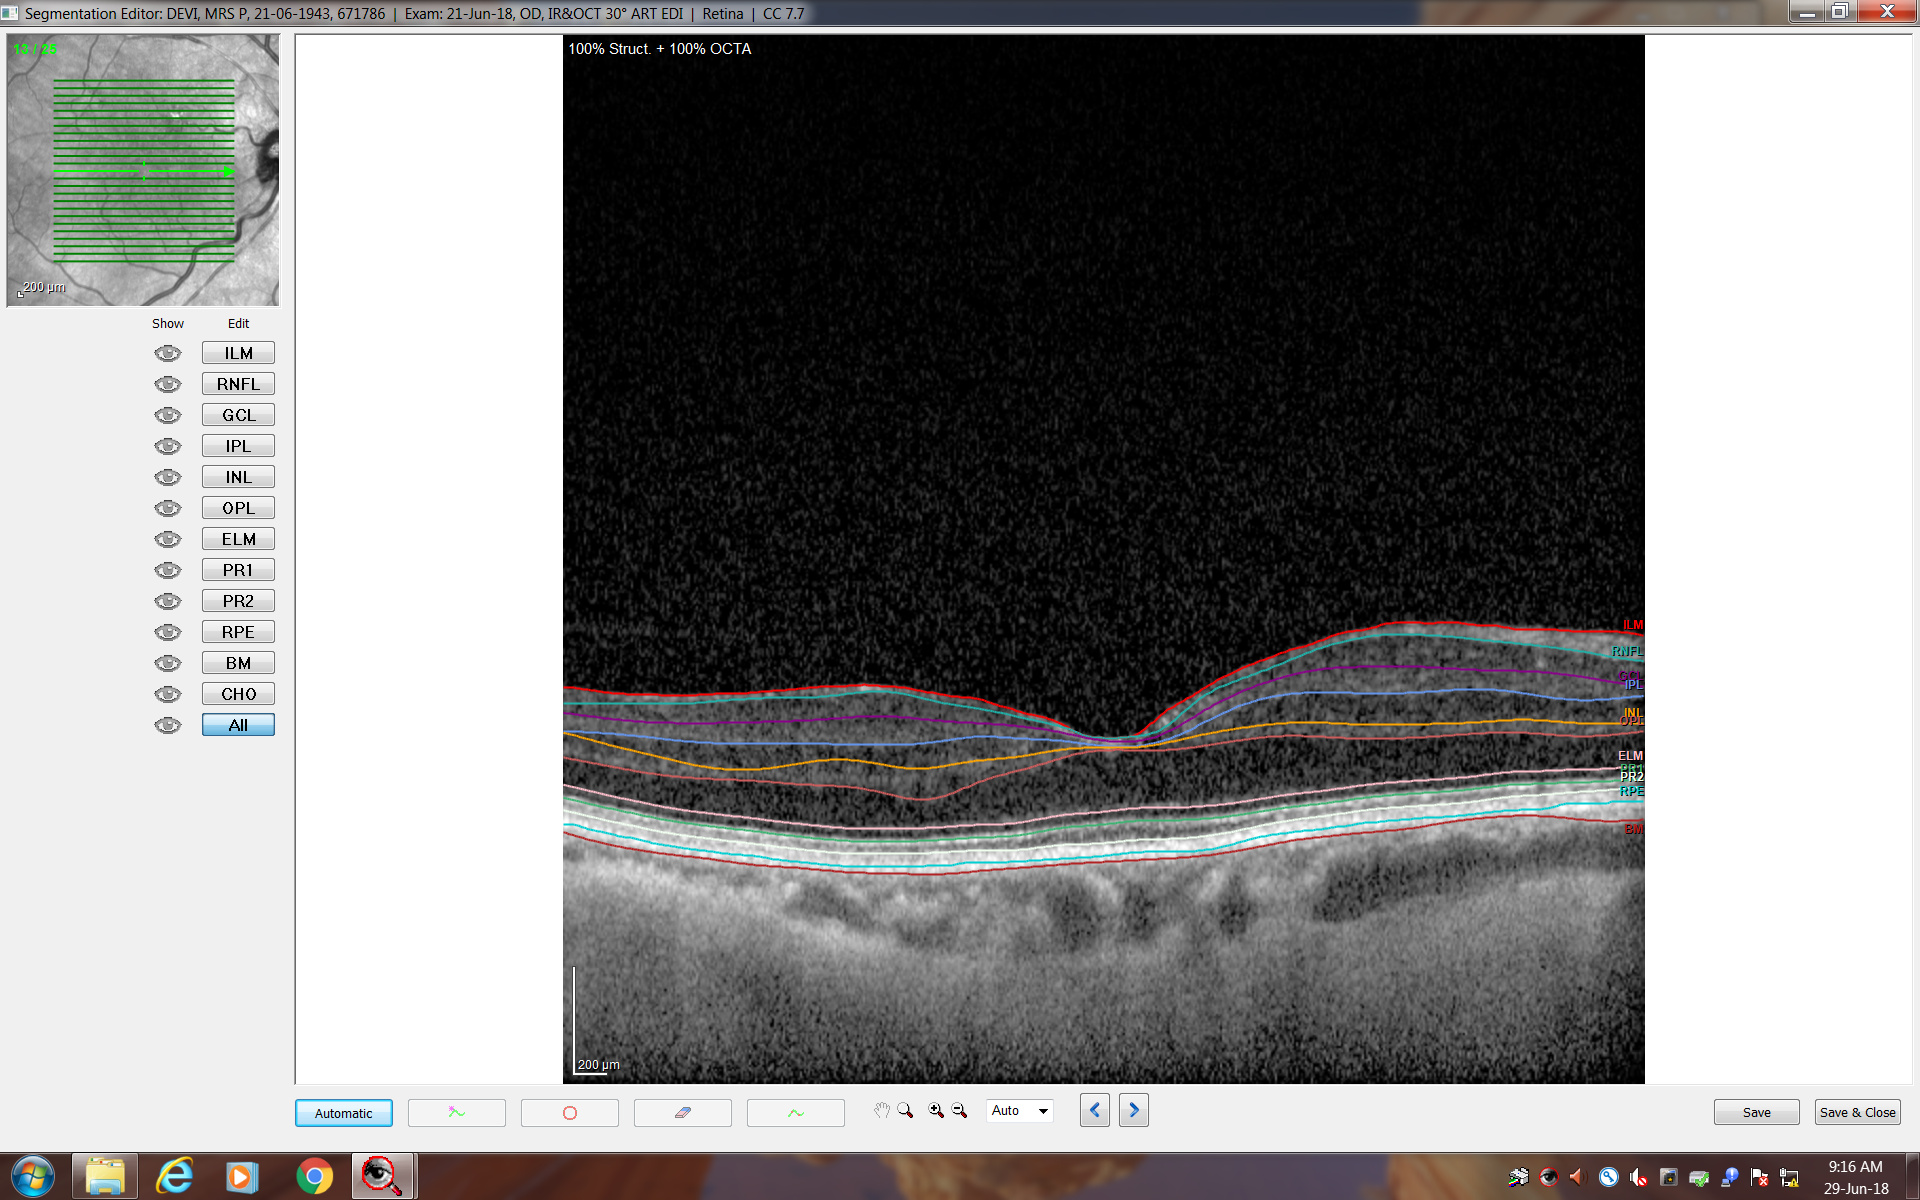 Segmentation Editor: DEVI, MRS P, 21-06-1943, 671786 | Exam: 21-Jun-18, OD, IR&OCT 30° ART EDI | Retina | CC 7.7
13 / 25
200 µm
Show Edit
ILM
RNFL
GCL
IPL
INL
OPL
ELM
PR1
PR2
RPE
BM
CHO
All
100% Struct. + 100% OCTA
ILM
RNFL
GCL
IPL
INL
OPL
ELM
PR1
PR2
RPE
BM
200 µm
Automatic
Auto
Save
Save & Close
9:16 AM
29-Jun-18